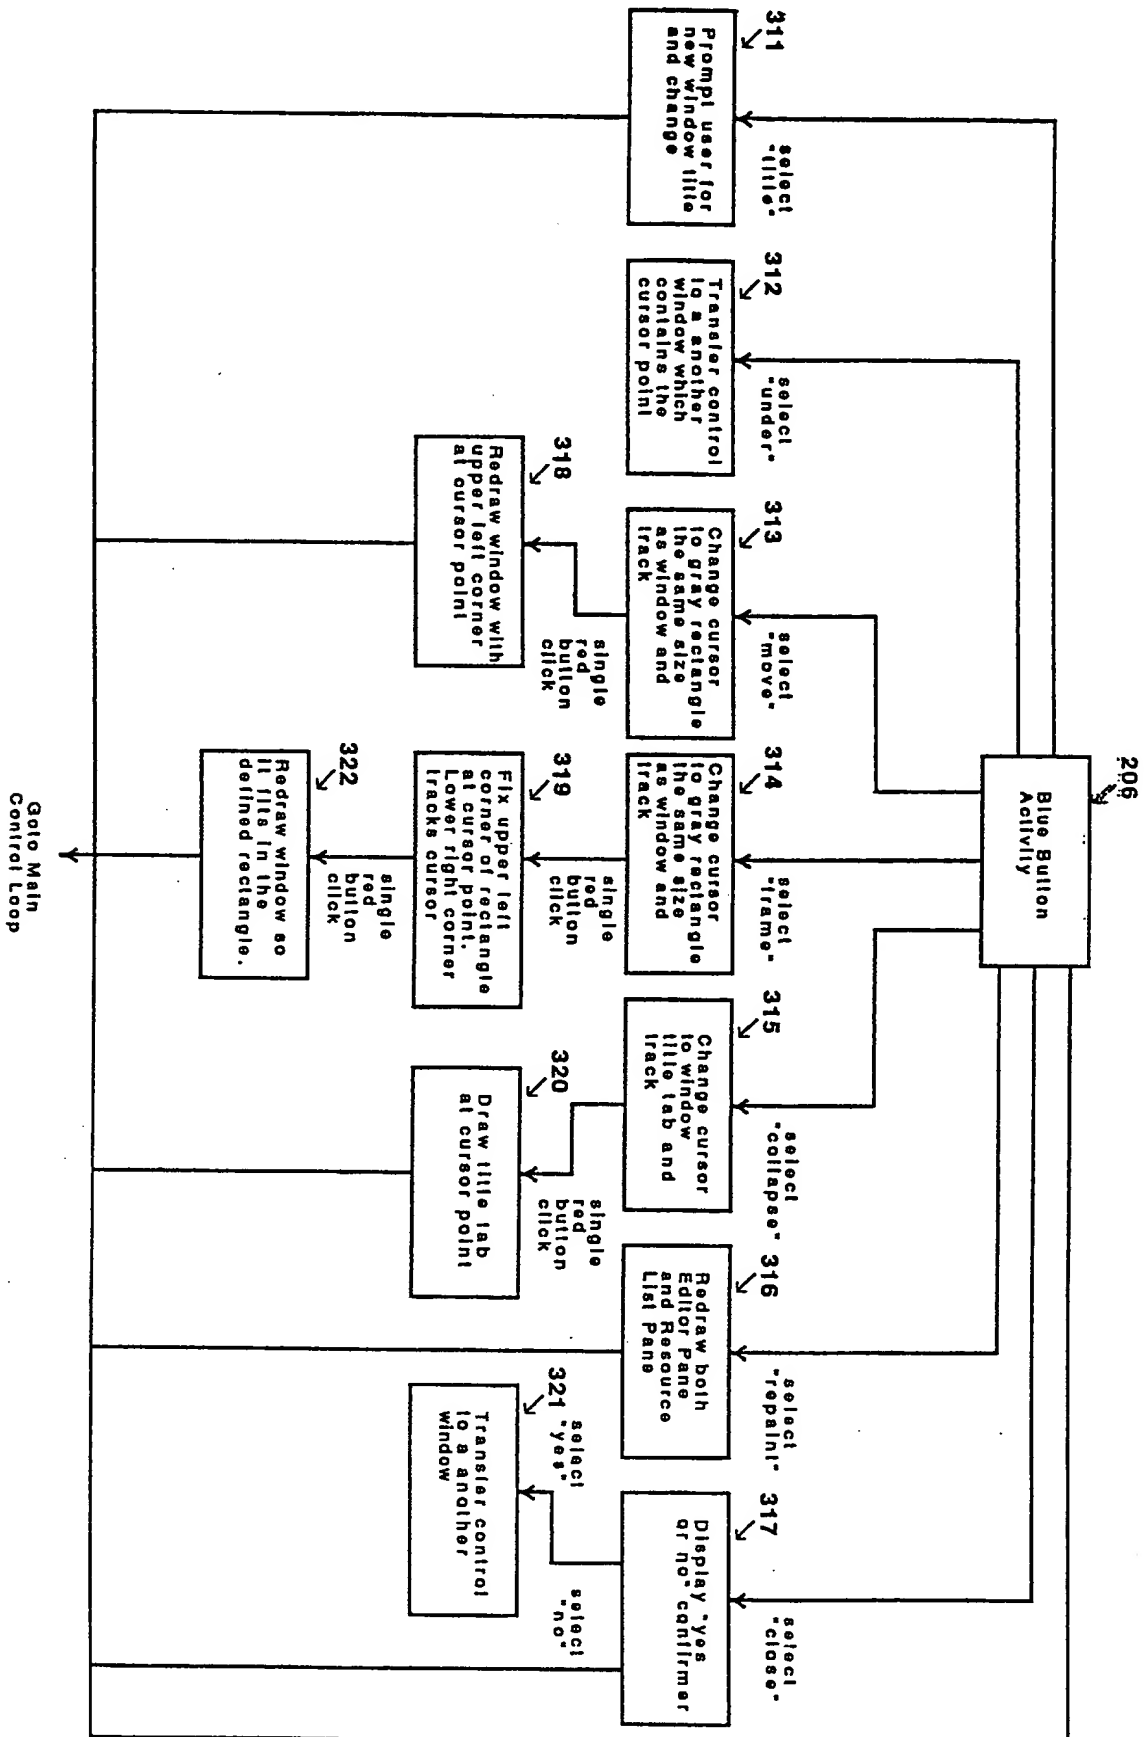 206
Blue Button
Activity
311
select
"title"
Prompt user for
new window title
and change
312
select
"under"
Transfer control
to a another
window which
contains the
cursor point
313
select
"move"
Change cursor
to gray rectangle
the same size
as window and
track
314
select
"frame"
Change cursor
to gray rectangle
the same size
as window and
track
315
select
"collapse"
Change cursor
to window
title tab and
track
316
select
"repaint"
Redraw both
Editor Pane
and Resource
List Pane
317
select
"close"
Display "yes
or no" confirmer
single
red
button
click
318
Redraw window with
upper left corner
at cursor point
single
red
button
click
319
Fix upper left
corner of rectangle
at cursor point.
Lower right corner
tracks cursor
single
red
button
click
320
Draw title tab
at cursor point
321
select
"yes"
select
"no"
Transfer control
to a another
window
single
red
button
click
322
Redraw window so
it fits in the
defined rectangle.
Goto Main
Control Loop